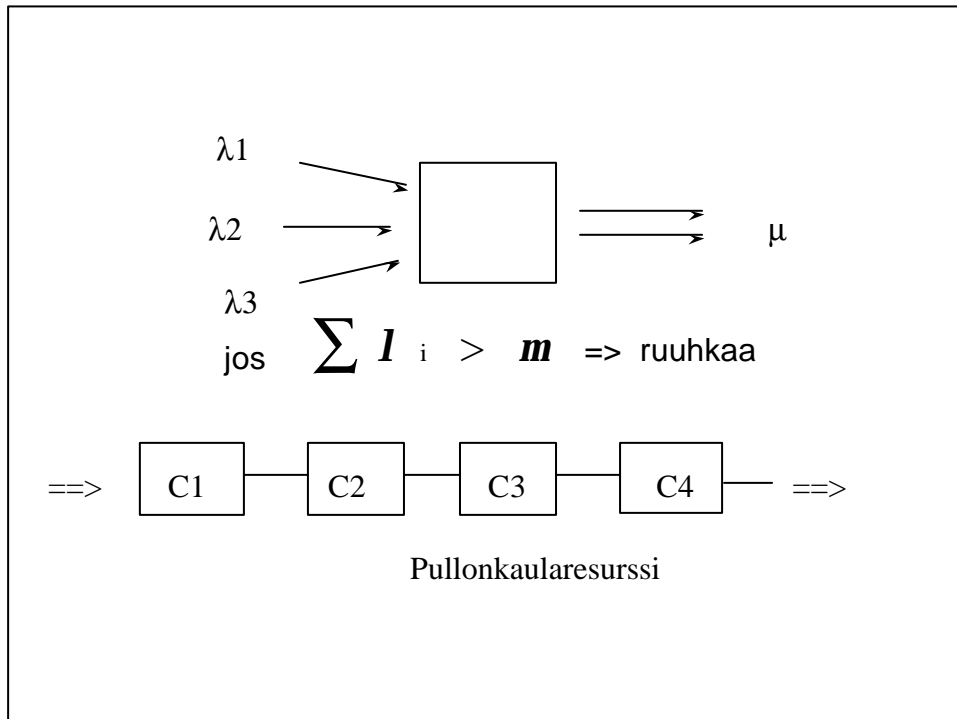 λ1
λ2
μ
λ3
jos ∑ l i > m => ruuhkaa
==> C1 C2 C3 C4 ==>
Pullonkaularesurssi